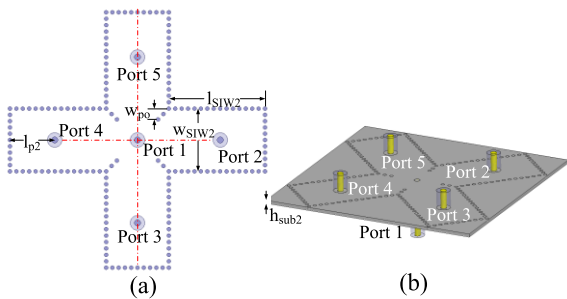 Port 5
l_SIW2
w_po
Port 4
w_SIW2
l_p2
Port 1
Port 2
Port 3
(a)
Port 5
Port 2
Port 4
Port 3
h_sub2
Port 1
(b)